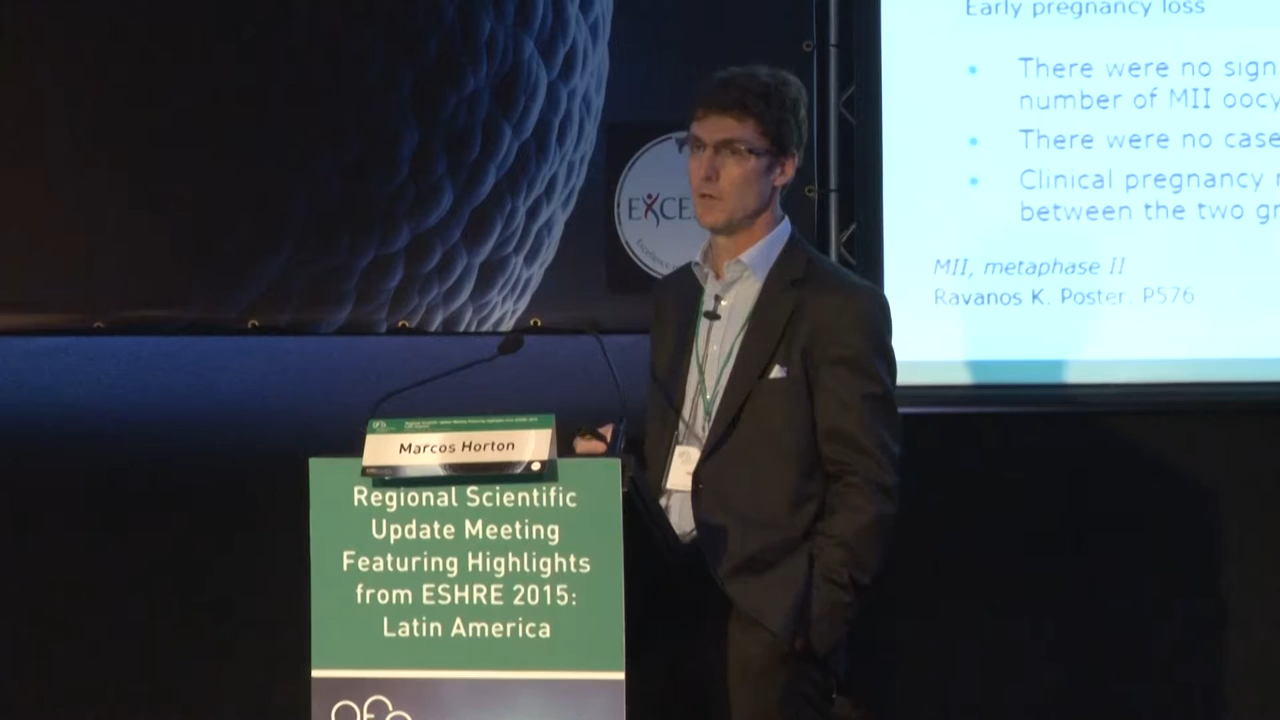 Early pregnancy loss
• There were no sign
number of MII oocy
• There were no case
• Clinical pregnancy
between the two gr
MII, metaphase II
Ravanos K. Poster. P576
EXCE
Excellence
Marcos Horton
Regional Scientific
Update Meeting
Featuring Highlights
from ESHRE 2015:
Latin America